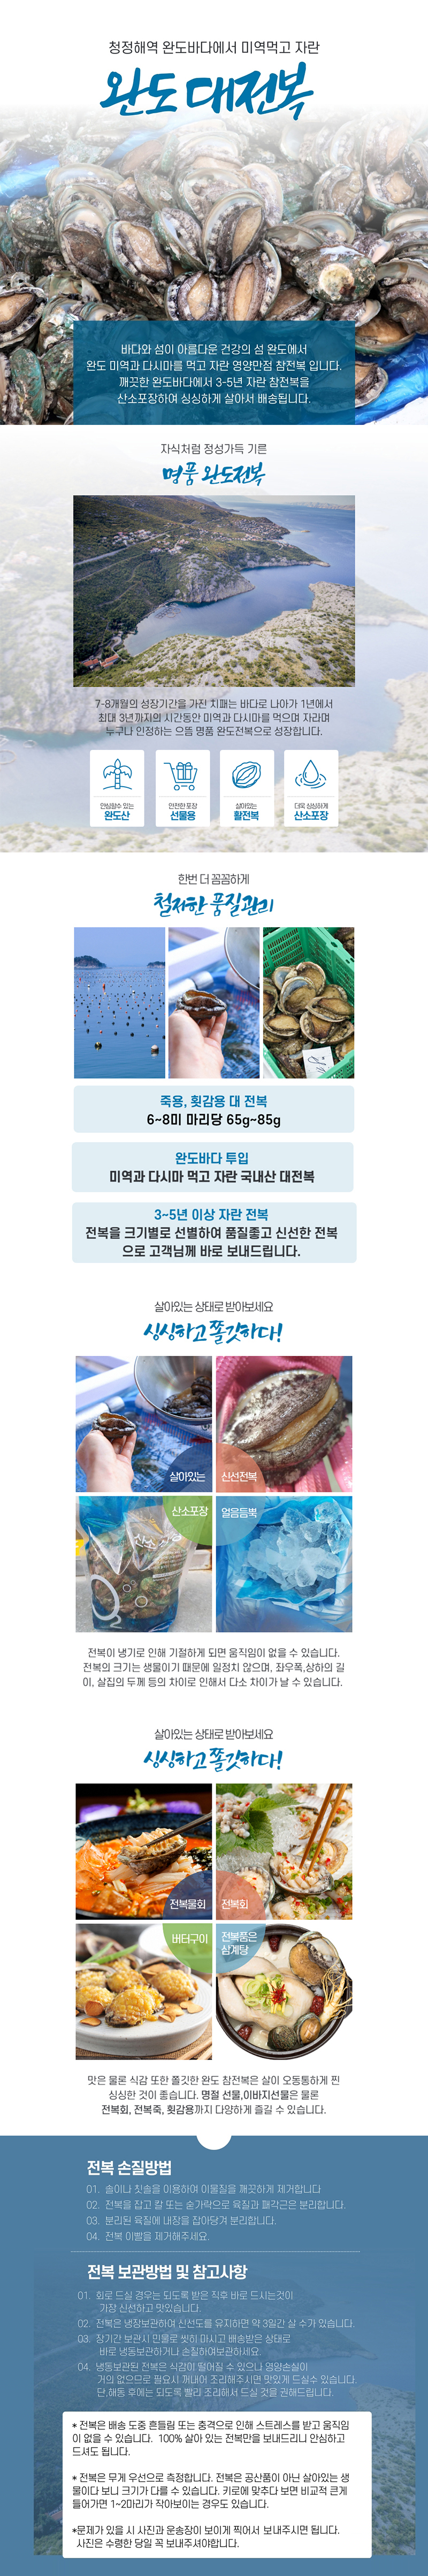 청정해역 완도바다에서 미역먹고 자란
완도 대전복
바다와 섬이 아름다운 건강의 섬 완도에서
완도 미역과 다시마를 먹고 자란 영양만점 참전복 입니다.
깨끗한 완도바다에서 3-5년 자란 참전복을
산소포장하여 싱싱하게 살아서 배송됩니다.
자식처럼 정성가득 기른
명품 완도전복
7-8개월의 성장기간을 가진 치패는 바다로 나아가 1년에서
최대 3년까지의 시간동안 미역과 다시마를 먹으며 자라며
누구나 인정하는 으뜸 명품 완도전복으로 성장합니다.
안심할수 있는
완도산
안전한 포장
선물용
살아있는
활전복
더욱 싱싱하게
산소포장
한번 더 꼼꼼하게
철저한 품질관리
죽용, 횟감용 대 전복
6~8미 마리당 65g~85g
완도바다 투입
미역과 다시마 먹고 자란 국내산 대전복
3~5년 이상 자란 전복
전복을 크기별로 선별하여 품질좋고 신선한 전복
으로 고객님께 바로 보내드립니다.
살아있는 상태로 받아보세요
싱싱하고 쫄깃하다!
살아있는
신선전복
산소포장
얼음듬뿍
전복이 냉기로 인해 기절하게 되면 움직임이 없을 수 있습니다.
전복의 크기는 생물이기 때문에 일정치 않으며, 좌우폭,상하의 길
이, 살집의 두께 등의 차이로 인해서 다소 차이가 날 수 있습니다.
살아있는 상태로 받아보세요
싱싱하고 쫄깃하다!
전복물회
전복회
버터구이
전복품은
삼계탕
맛은 물론 식감 또한 쫄깃한 완도 참전복은 살이 오동통하게 찐
싱싱한 것이 좋습니다. 명절 선물,이바지선물은 물론
전복회, 전복죽, 횟감용까지 다양하게 즐길 수 있습니다.
전복 손질방법
01. 솔이나 칫솔을 이용하여 이물질을 깨끗하게 제거합니다
02. 전복을 잡고 칼 또는 숟가락으로 육질과 패각근은 분리합니다.
03. 분리된 육질에 내장을 잡아당겨 분리합니다.
04. 전복 이빨을 제거해주세요.
전복 보관방법 및 참고사항
01. 회로 드실 경우는 되도록 받은 직후 바로 드시는것이
가장 신선하고 맛있습니다.
02. 전복은 냉장보관하여 신선도를 유지하면 약 3일간 살 수가 있습니다.
03. 장기간 보관시 민물로 씻히 마시고 배송받은 상태로
바로 냉동보관하거나 손질하여보관하세요.
04. 냉동보관된 전복은 식감이 떨어질 수 있으나 영양손실이
거의 없으므로 필요시 꺼내어 조리해주시면 맛있게 드실수 있습니다.
단,해동 후에는 되도록 빨리 조리해서 드실 것을 권해드립니다.
* 전복은 배송 도중 흔들림 또는 충격으로 인해 스트레스를 받고 움직임
이 없을 수 있습니다. 100% 살아 있는 전복만을 보내드리니 안심하고
드셔도 됩니다.
* 전복은 무게 우선으로 측정합니다. 전복은 공산품이 아닌 살아있는 생
물이다 보니 크기가 다를 수 있습니다. 키로에 맞추다 보면 비교적 큰게
들어가면 1~2마리가 작아보이는 경우도 있습니다.
*문제가 있을 시 사진과 운송장이 보이게 찍어서 보내주시면 됩니다.
사진은 수령한 당일 꼭 보내주셔야합니다.